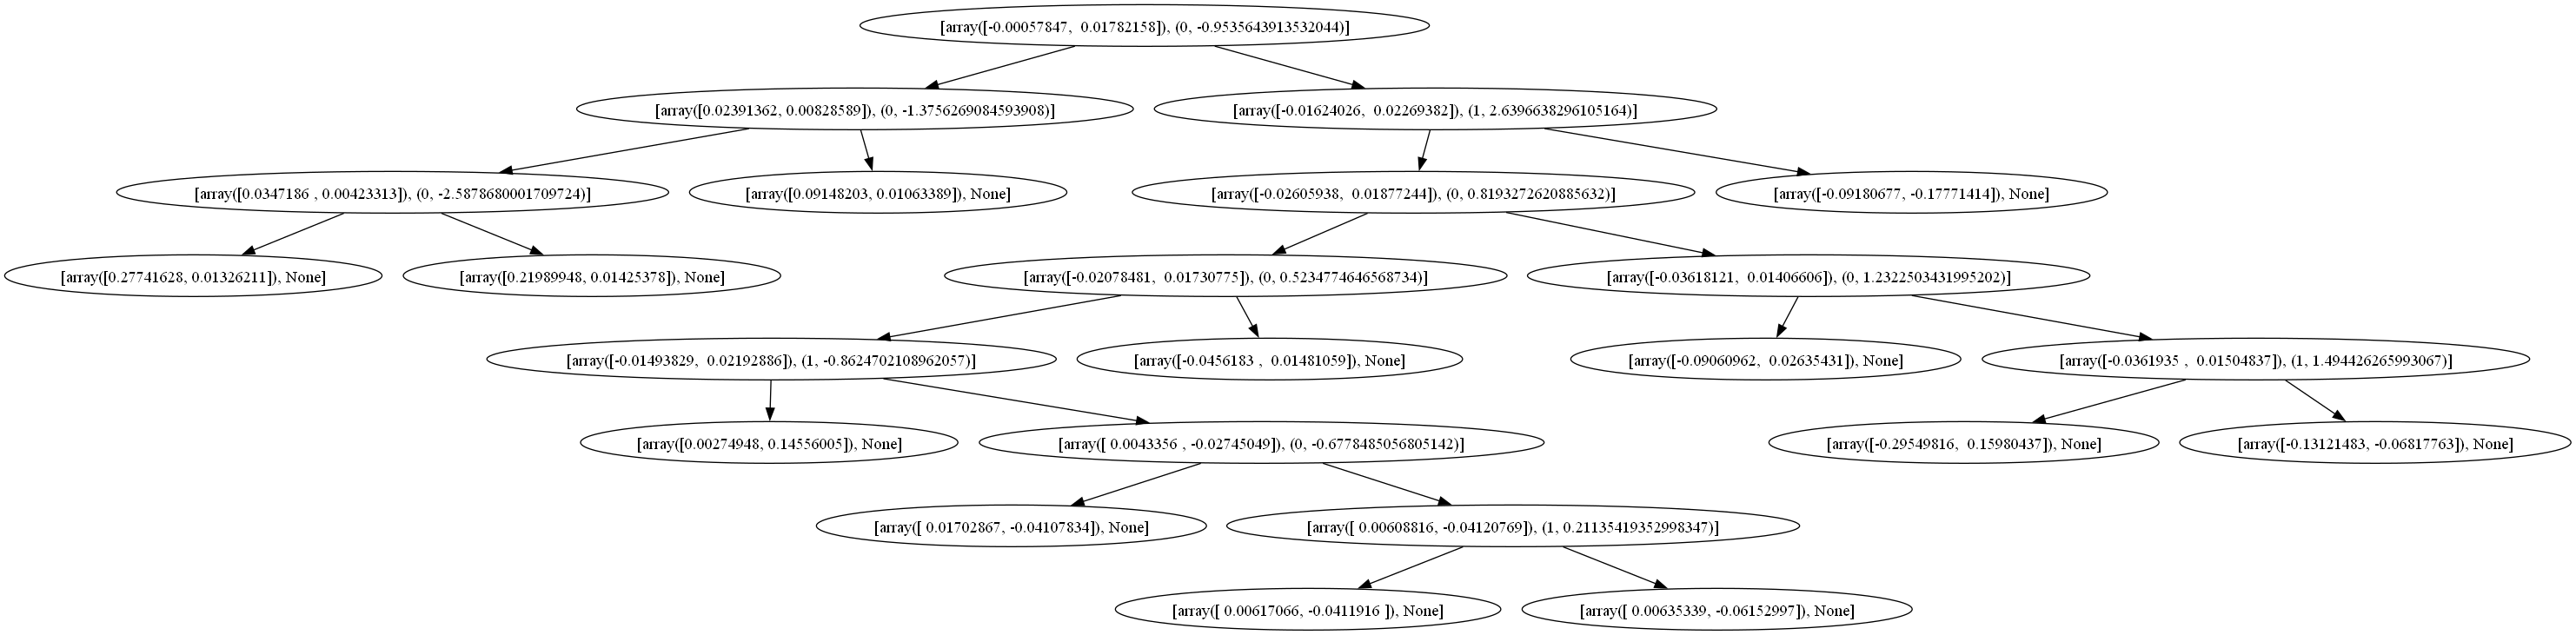 [array([-0.00057847,  0.01782158]), (0, -0.9535643913532044)]
[array([0.02391362, 0.00828589]), (0, -1.3756269084593908)]
[array([-0.01624026,  0.02269382]), (1, 2.6396638296105164)]
[array([0.0347186 , 0.00423313]), (0, -2.5878680001709724)]
[array([0.09148203, 0.01063389]), None]
[array([-0.02605938,  0.01877244]), (0, 0.8193272620885632)]
[array([-0.09180677, -0.17771414]), None]
[array([0.27741628, 0.01326211]), None]
[array([0.21989948, 0.01425378]), None]
[array([-0.02078481,  0.01730775]), (0, 0.5234774646568734)]
[array([-0.03618121,  0.01406606]), (0, 1.2322503431995202)]
[array([-0.01493829,  0.02192886]), (1, -0.8624702108962057)]
[array([-0.0456183 ,  0.01481059]), None]
[array([-0.09060962,  0.02635431]), None]
[array([-0.0361935 ,  0.01504837]), (1, 1.494426265993067)]
[array([0.00274948, 0.14556005]), None]
[array([ 0.0043356 , -0.02745049]), (0, -0.6778485056805142)]
[array([-0.29549816,  0.15980437]), None]
[array([-0.13121483, -0.06817763]), None]
[array([ 0.01702867, -0.04107834]), None]
[array([ 0.00608816, -0.04120769]), (1, 0.21135419352998347)]
[array([ 0.00617066, -0.0411916 ]), None]
[array([ 0.00635339, -0.06152997]), None]